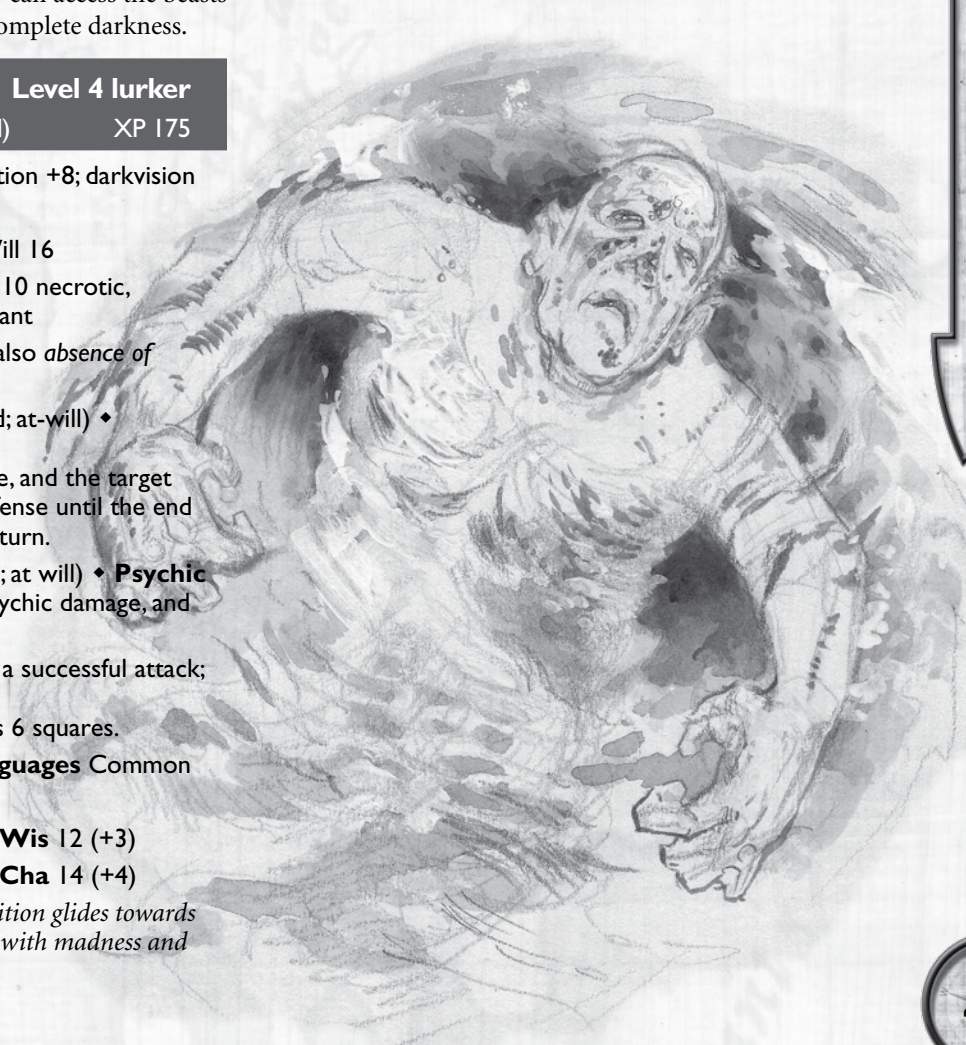 can access the beasts
omplete darkness.
Level 4 lurker
l) XP 175
tion +8; darkvision
ill 16
10 necrotic,
ant
also absence of
d; at-will) ◆
e, and the target
fense until the end
turn.
; at will) ◆ Psychic
ychic damage, and
a successful attack;
s 6 squares.
guages Common
Wis 12 (+3)
Cha 14 (+4)
ition glides towards
with madness and